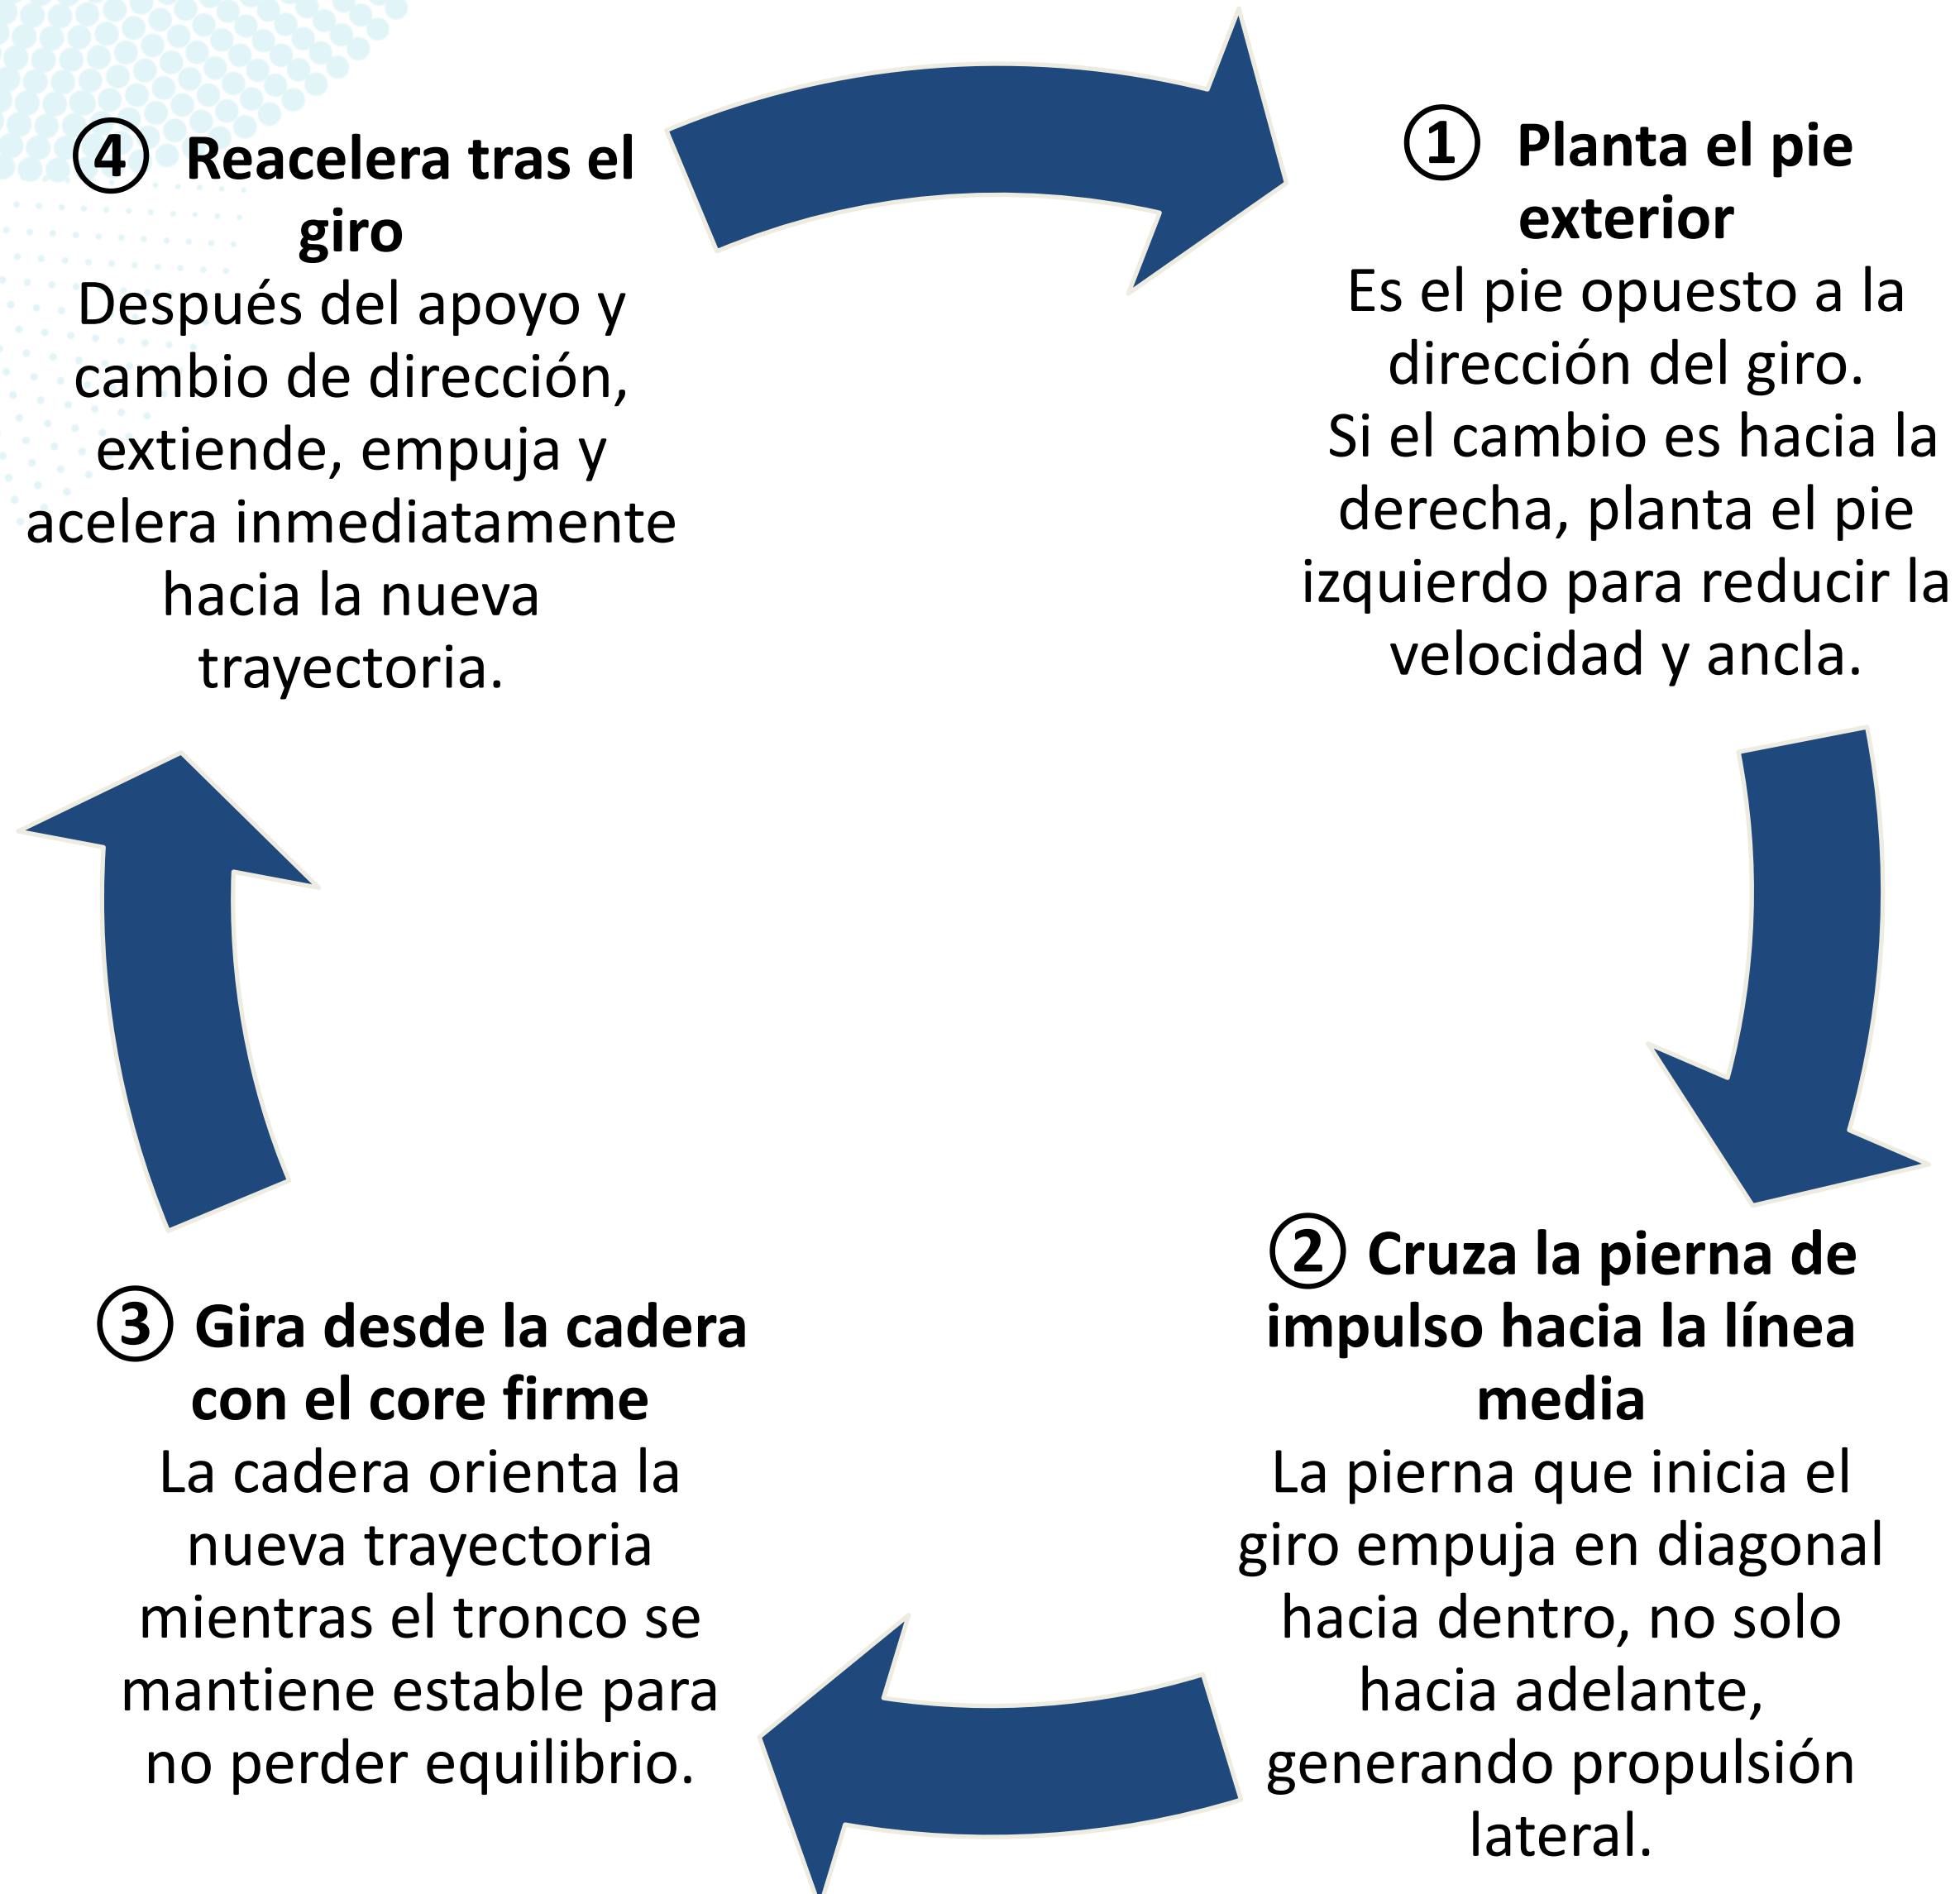 ① Planta el pie
exterior
Es el pie opuesto a la
dirección del giro.
Si el cambio es hacia la
derecha, planta el pie
izquierdo para reducir la
velocidad y ancla.
② Cruza la pierna de
impulso hacia la línea
media
La pierna que inicia el
giro empuja en diagonal
hacia dentro, no solo
hacia adelante,
generando propulsión
lateral.
③ Gira desde la cadera
con el core firme
La cadera orienta la
nueva trayectoria
mientras el tronco se
mantiene estable para
no perder equilibrio.
④ Reacelera tras el
giro
Después del apoyo y
cambio de dirección,
extiende, empuja y
acelera inmediatamente
hacia la nueva
trayectoria.